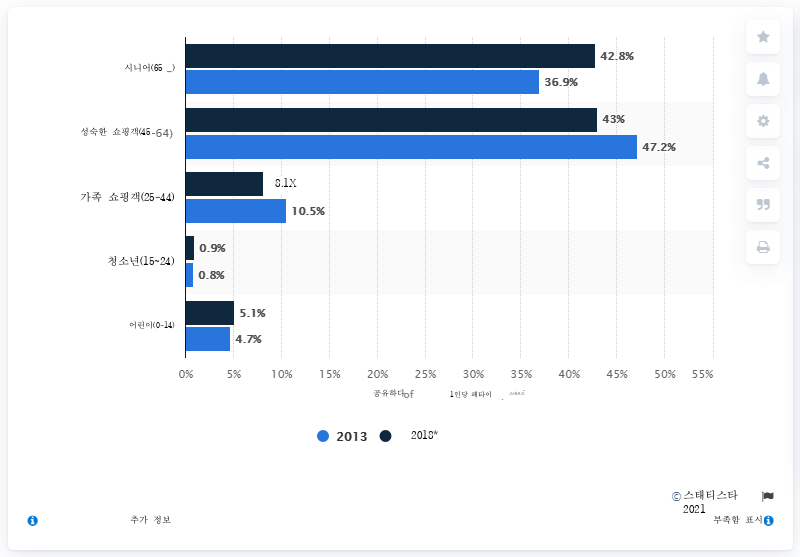 시니어(65 _)
42.8%
36.9%
성숙한 쇼핑객(45-64)
43%
47.2%
가족 쇼핑객(25-44)
8.1X
10.5%
청소년(15~24)
0.9%
0.8%
어린이(0-14)
5.1%
4.7%
0% 5% 10% 15% 20% 25% 30% 35% 40% 45% 50% 55%
공유하다of 1인당
2013 2018*
© 스태티스타
2021
추가 정보 부족함 표시